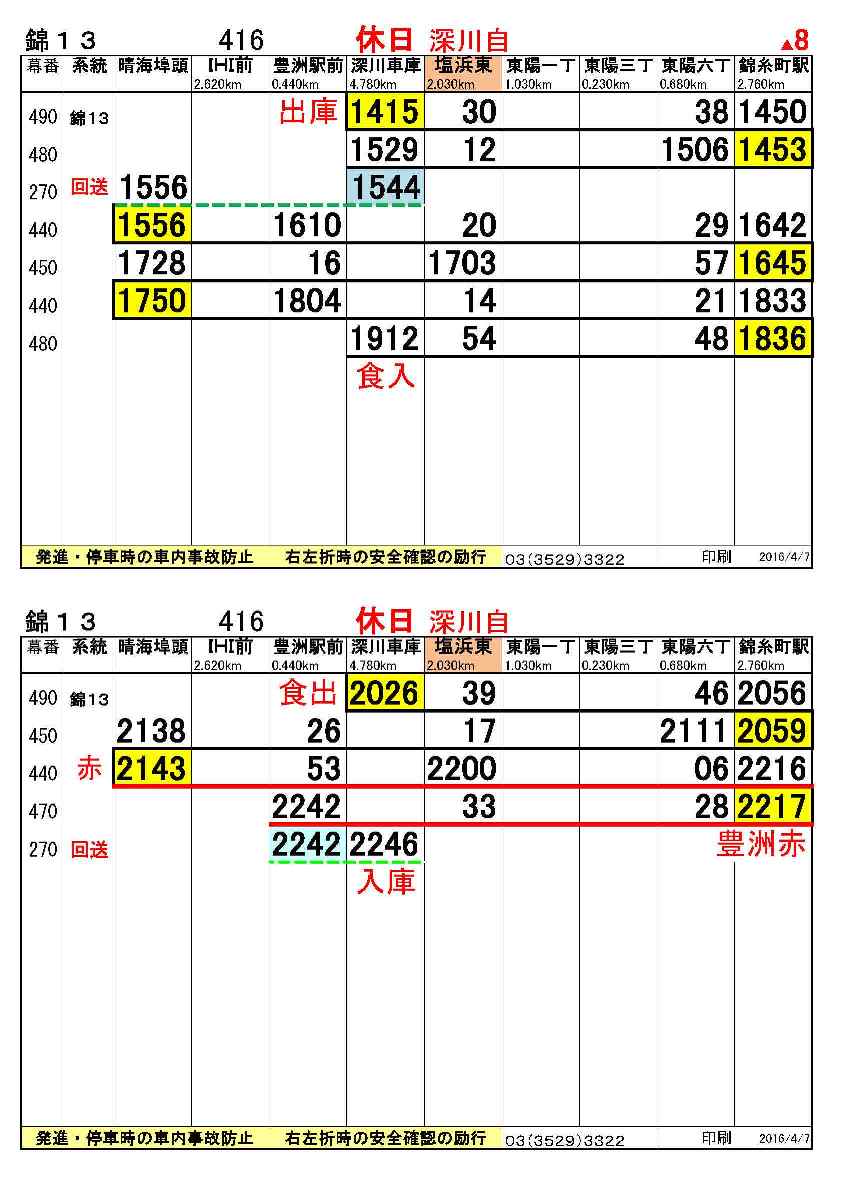 錦１３ 416 休日 深川自 ▲8
幕番 系統 晴海埠頭 IHI前 豊洲駅前 深川車庫 塩浜東 東陽一丁 東陽三丁 東陽六丁 錦糸町駅
2.620km 0.440km 4.780km 2.030km 1.030km 0.230km 0.680km 2.760km
490 錦13 出庫 1415 30 38 1450
480 1529 12 1506 1453
270 回送 1556 1544
440 1556 1610 20 29 1642
450 1728 16 1703 57 1645
440 1750 1804 14 21 1833
480 1912 54 48 1836
食入
発進・停車時の車内事故防止 右左折時の安全確認の励行 03(3529)3322 印刷 2016/4/7
錦１３ 416 休日 深川自
幕番 系統 晴海埠頭 IHI前 豊洲駅前 深川車庫 塩浜東 東陽一丁 東陽三丁 東陽六丁 錦糸町駅
2.620km 0.440km 4.780km 2.030km 1.030km 0.230km 0.680km 2.760km
490 錦13 食出 2026 39 46 2056
450 2138 26 17 2111 2059
440 赤 2143 53 2200 06 2216
470 2242 33 28 2217
270 回送 2242 2246 豊洲赤
入庫
発進・停車時の車内事故防止 右左折時の安全確認の励行 03(3529)3322 印刷 2016/4/7